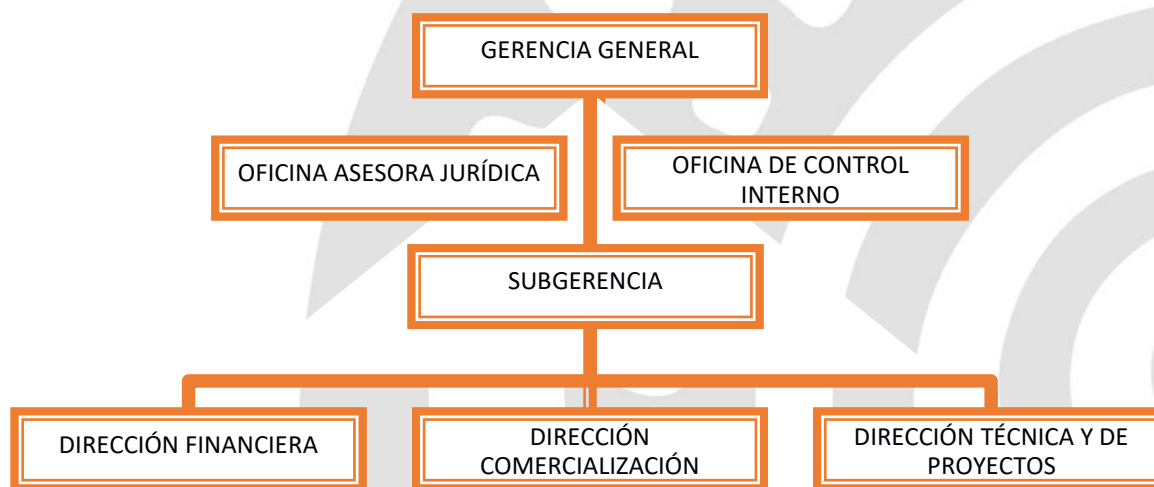 GERENCIA GENERAL
OFICINA ASESORA JURÍDICA
OFICINA DE CONTROL
INTERNO
SUBGERENCIA
DIRECCIÓN FINANCIERA
DIRECCIÓN
COMERCIALIZACIÓN
DIRECCIÓN TÉCNICA Y DE
PROYECTOS